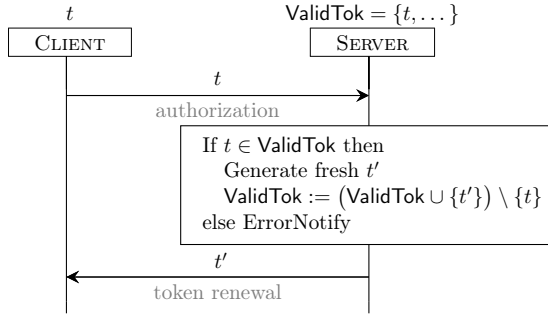 t
ValidTok = {t, . . . }
CLIENT
SERVER
t
authorization
If t ∈ ValidTok then
Generate fresh t′
ValidTok := (ValidTok ∪ {t′}) \ {t}
else ErrorNotify
t′
token renewal